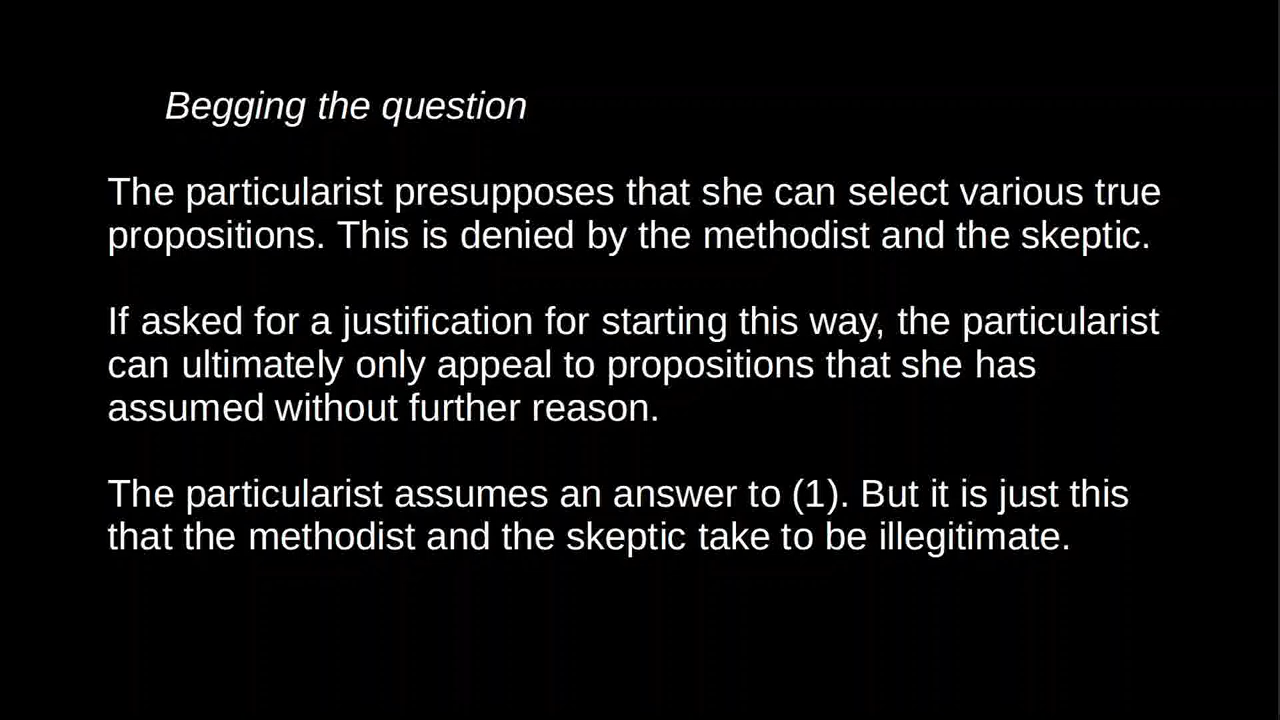 Begging the question
The particularist presupposes that she can select various true
propositions. This is denied by the methodist and the skeptic.
If asked for a justification for starting this way, the particularist
can ultimately only appeal to propositions that she has
assumed without further reason.
The particularist assumes an answer to (1). But it is just this
that the methodist and the skeptic take to be illegitimate.